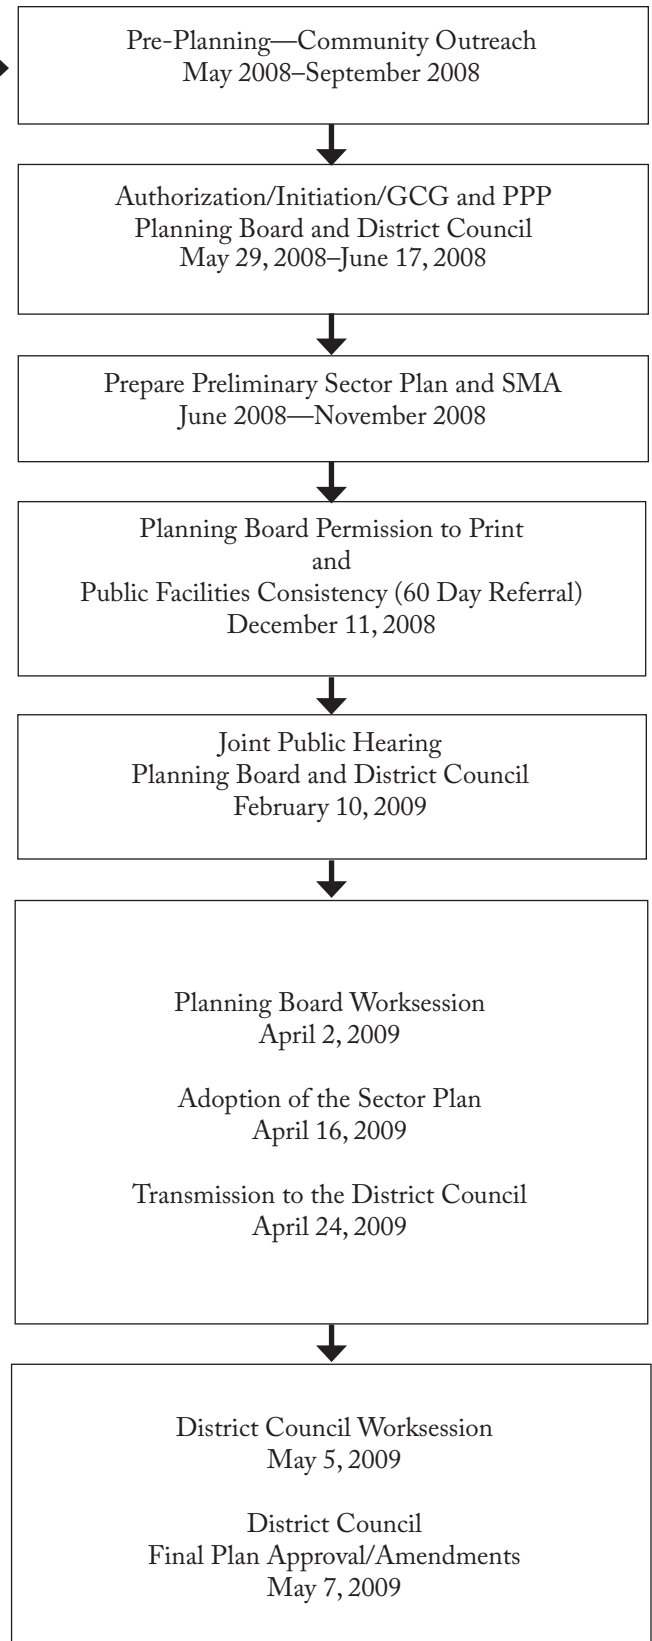 Pre-Planning—Community Outreach
May 2008–September 2008
Authorization/Initiation/GCG and PPP
Planning Board and District Council
May 29, 2008–June 17, 2008
Prepare Preliminary Sector Plan and SMA
June 2008—November 2008
Planning Board Permission to Print
and
Public Facilities Consistency (60 Day Referral)
December 11, 2008
Joint Public Hearing
Planning Board and District Council
February 10, 2009
Planning Board Worksession
April 2, 2009
Adoption of the Sector Plan
April 16, 2009
Transmission to the District Council
April 24, 2009
District Council Worksession
May 5, 2009
District Council
Final Plan Approval/Amendments
May 7, 2009